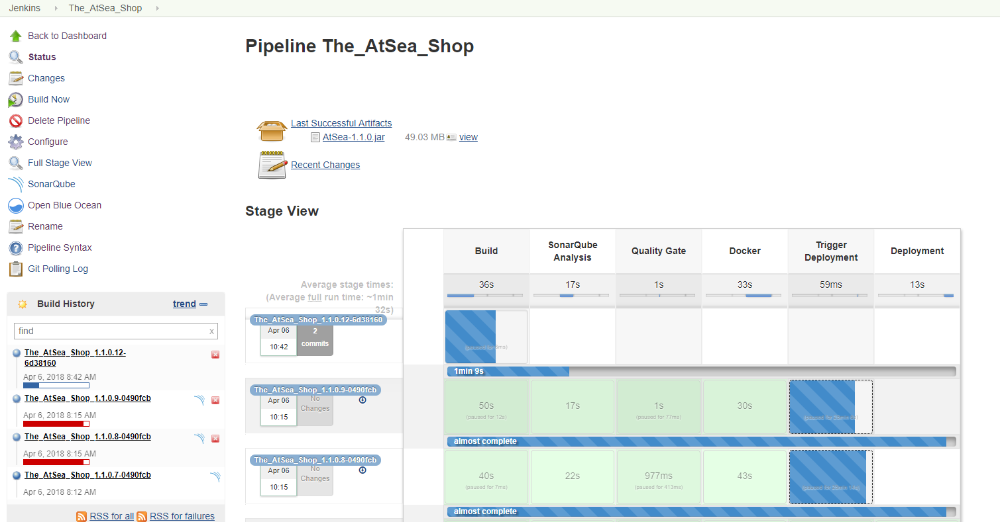 Jenkins
The_AtSea_Shop
Back to Dashboard
Status
Changes
Build Now
Delete Pipeline
Configure
Full Stage View
SonarQube
Open Blue Ocean
Rename
Pipeline Syntax
Git Polling Log
Build History
trend
find
x
The_AtSea_Shop_1.1.0.12-
6d38160
Apr 6, 2018 8:42 AM
The_AtSea_Shop_1.1.0.9-0490fcb
Apr 6, 2018 8:15 AM
The_AtSea_Shop_1.1.0.8-0490fcb
Apr 6, 2018 8:15 AM
The_AtSea_Shop_1.1.0.7-0490fcb
Apr 6, 2018 8:12 AM
RSS for all
RSS for failures
Pipeline The_AtSea_Shop
Last Successful Artifacts
AtSea-1.1.0.jar 49.03 MB view
Recent Changes
Stage View
Build
SonarQube
Analysis
Quality Gate
Docker
Trigger
Deployment
Deployment
Average stage times:
(Average full run time: ~1min
32s)
36s 17s 1s 33s 59ms 13s
The_AtSea_Shop_1.1.0.12-6d38160
Apr 06
10:42
2
commits
(paused for 8ms)
1min 9s
The_AtSea_Shop_1.1.0.9-0490fcb
Apr 06
10:15
No
Changes
50s 17s 1s 30s
(paused for 12s)
(paused for 77ms)
(paused for 25min
almost complete
The_AtSea_Shop_1.1.0.8-0490fcb
Apr 06
10:15
No
Changes
40s 22s 977ms 43s
(paused for 7ms)
(paused for 413ms)
(paused for 25min
almost complete